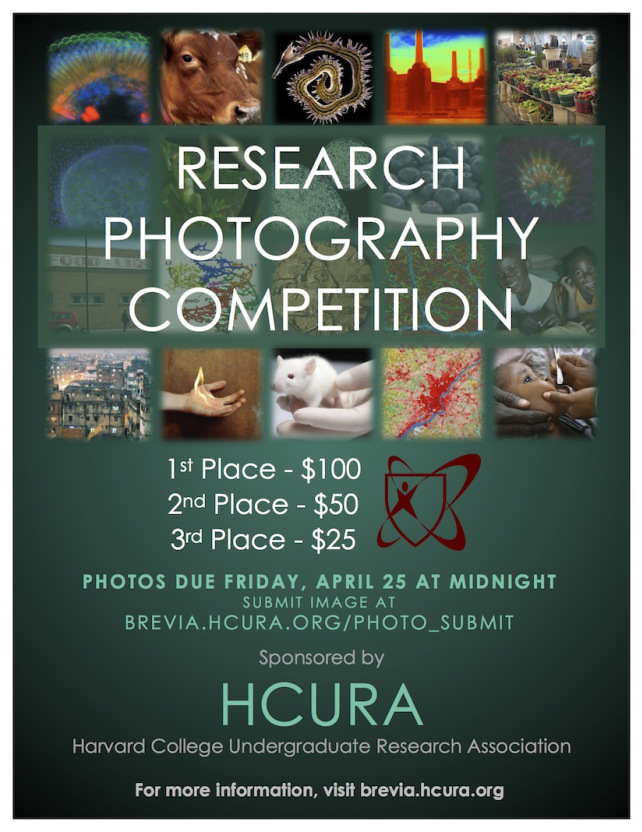 RESEARCH
PHOTOGRAPHY
COMPETITION
1st Place - $100
2nd Place - $50
3rd Place - $25
PHOTOS DUE FRIDAY, APRIL 25 AT MIDNIGHT
SUBMIT IMAGE AT
BREVIA.HCURA.ORG/PHOTO_SUBMIT
Sponsored by
HCURA
Harvard College Undergraduate Research Association
For more information, visit brevia.hcura.org